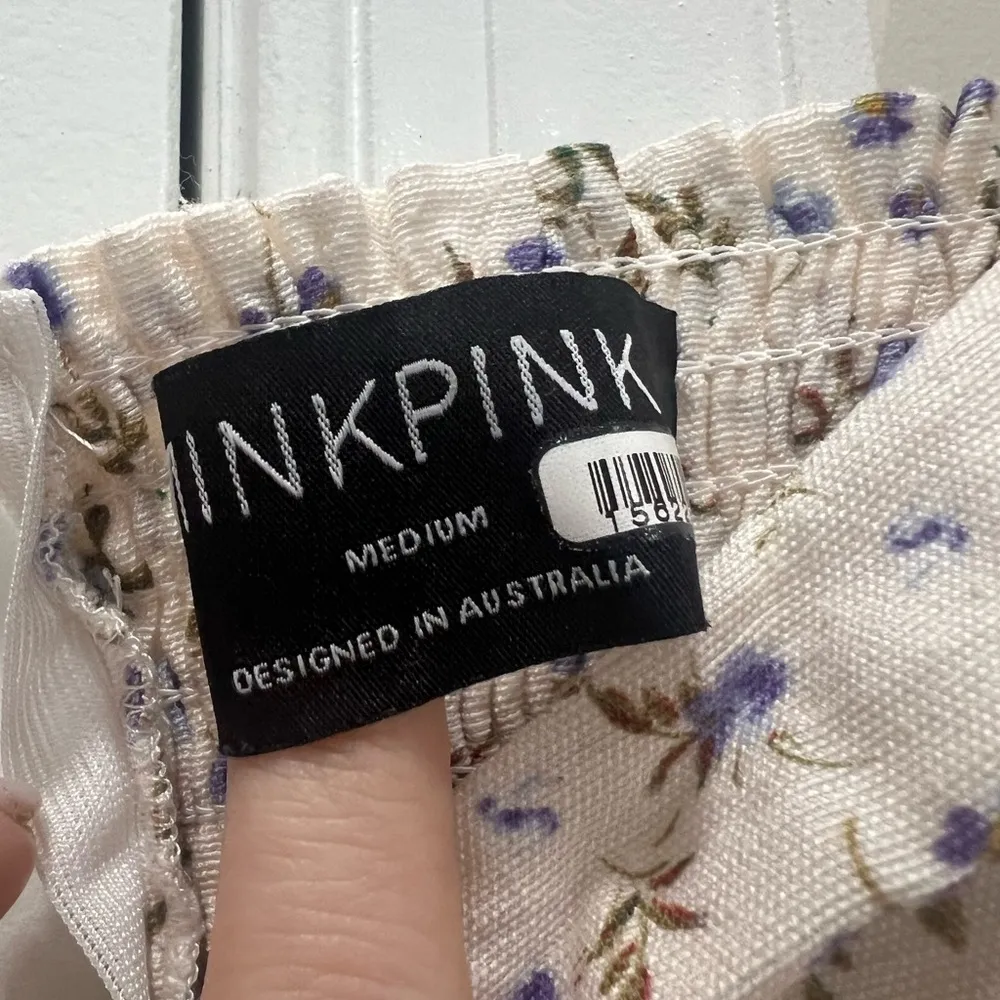 INKPINK
MEDIUM
1562
DESIGNED IN AUSTRALIA